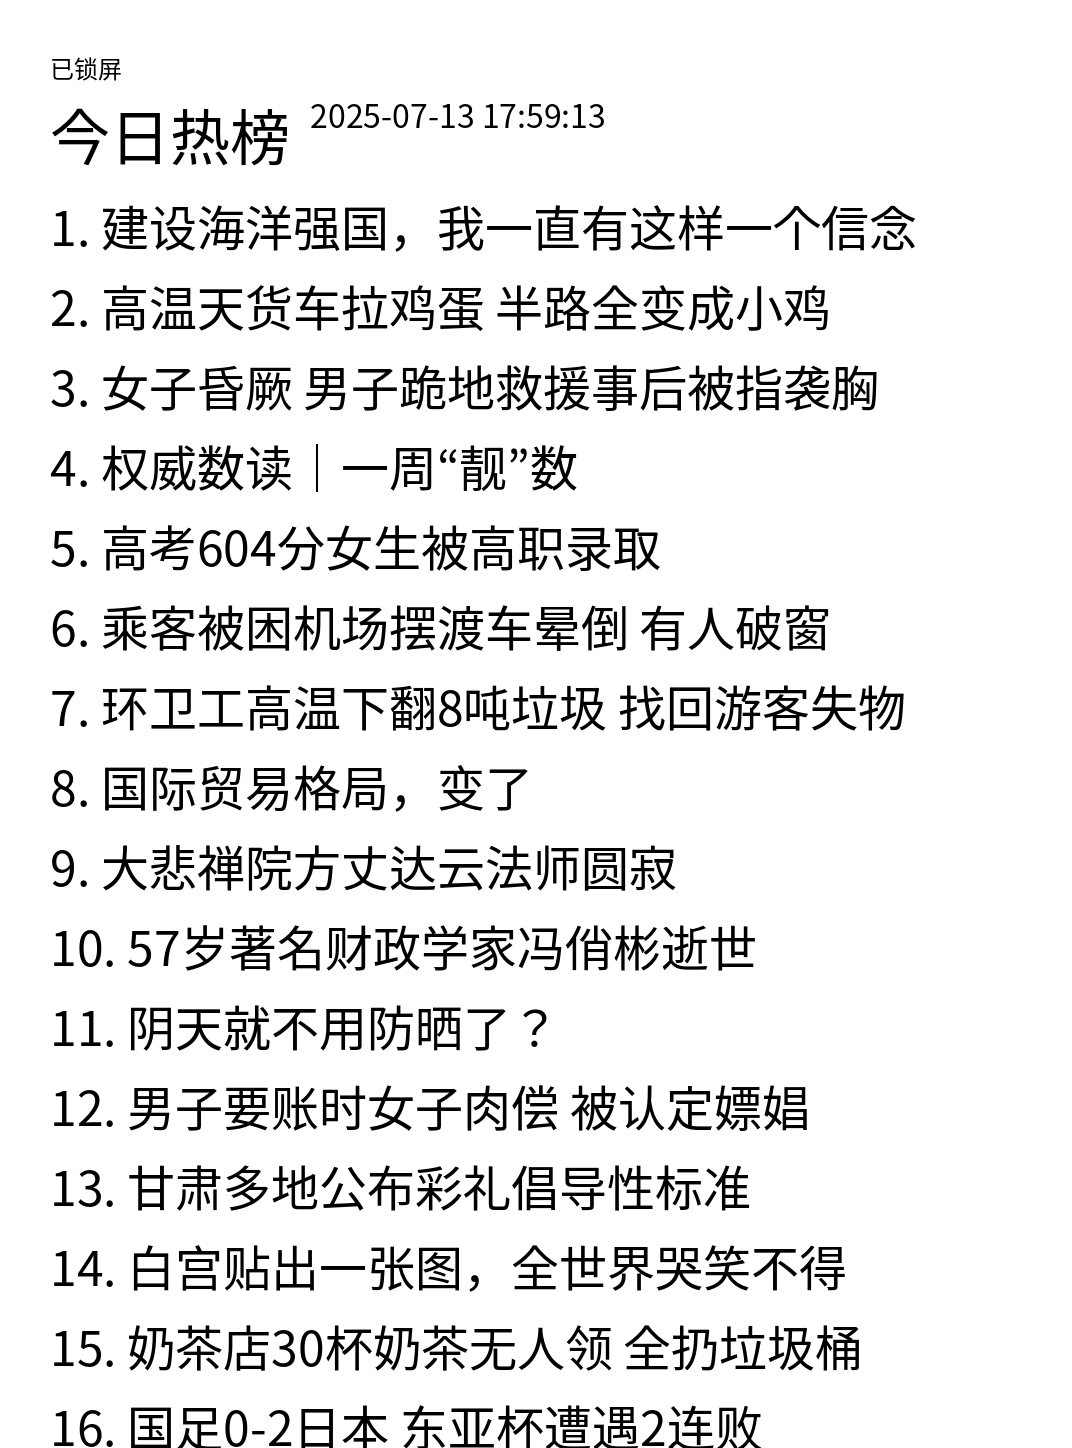 已锁屏
今日热榜 2025-07-13 17:59:13
1. 建设海洋强国，我一直有这样一个信念
2. 高温天货车拉鸡蛋 半路全变成小鸡
3. 女子昏厥 男子跪地救援事后被指袭胸
4. 权威数读｜一周“靓”数
5. 高考604分女生被高职录取
6. 乘客被困机场摆渡车晕倒 有人破窗
7. 环卫工高温下翻8吨垃圾 找回游客失物
8. 国际贸易格局，变了
9. 大悲禅院方丈达云法师圆寂
10. 57岁著名财政学家冯俏彬逝世
11. 阴天就不用防晒了？
12. 男子要账时女子肉偿 被认定嫖娼
13. 甘肃多地公布彩礼倡导性标准
14. 白宫贴出一张图，全世界哭笑不得
15. 奶茶店30杯奶茶无人领 全扔垃圾桶
16. 国足0-2日本 东亚杯遭遇2连败